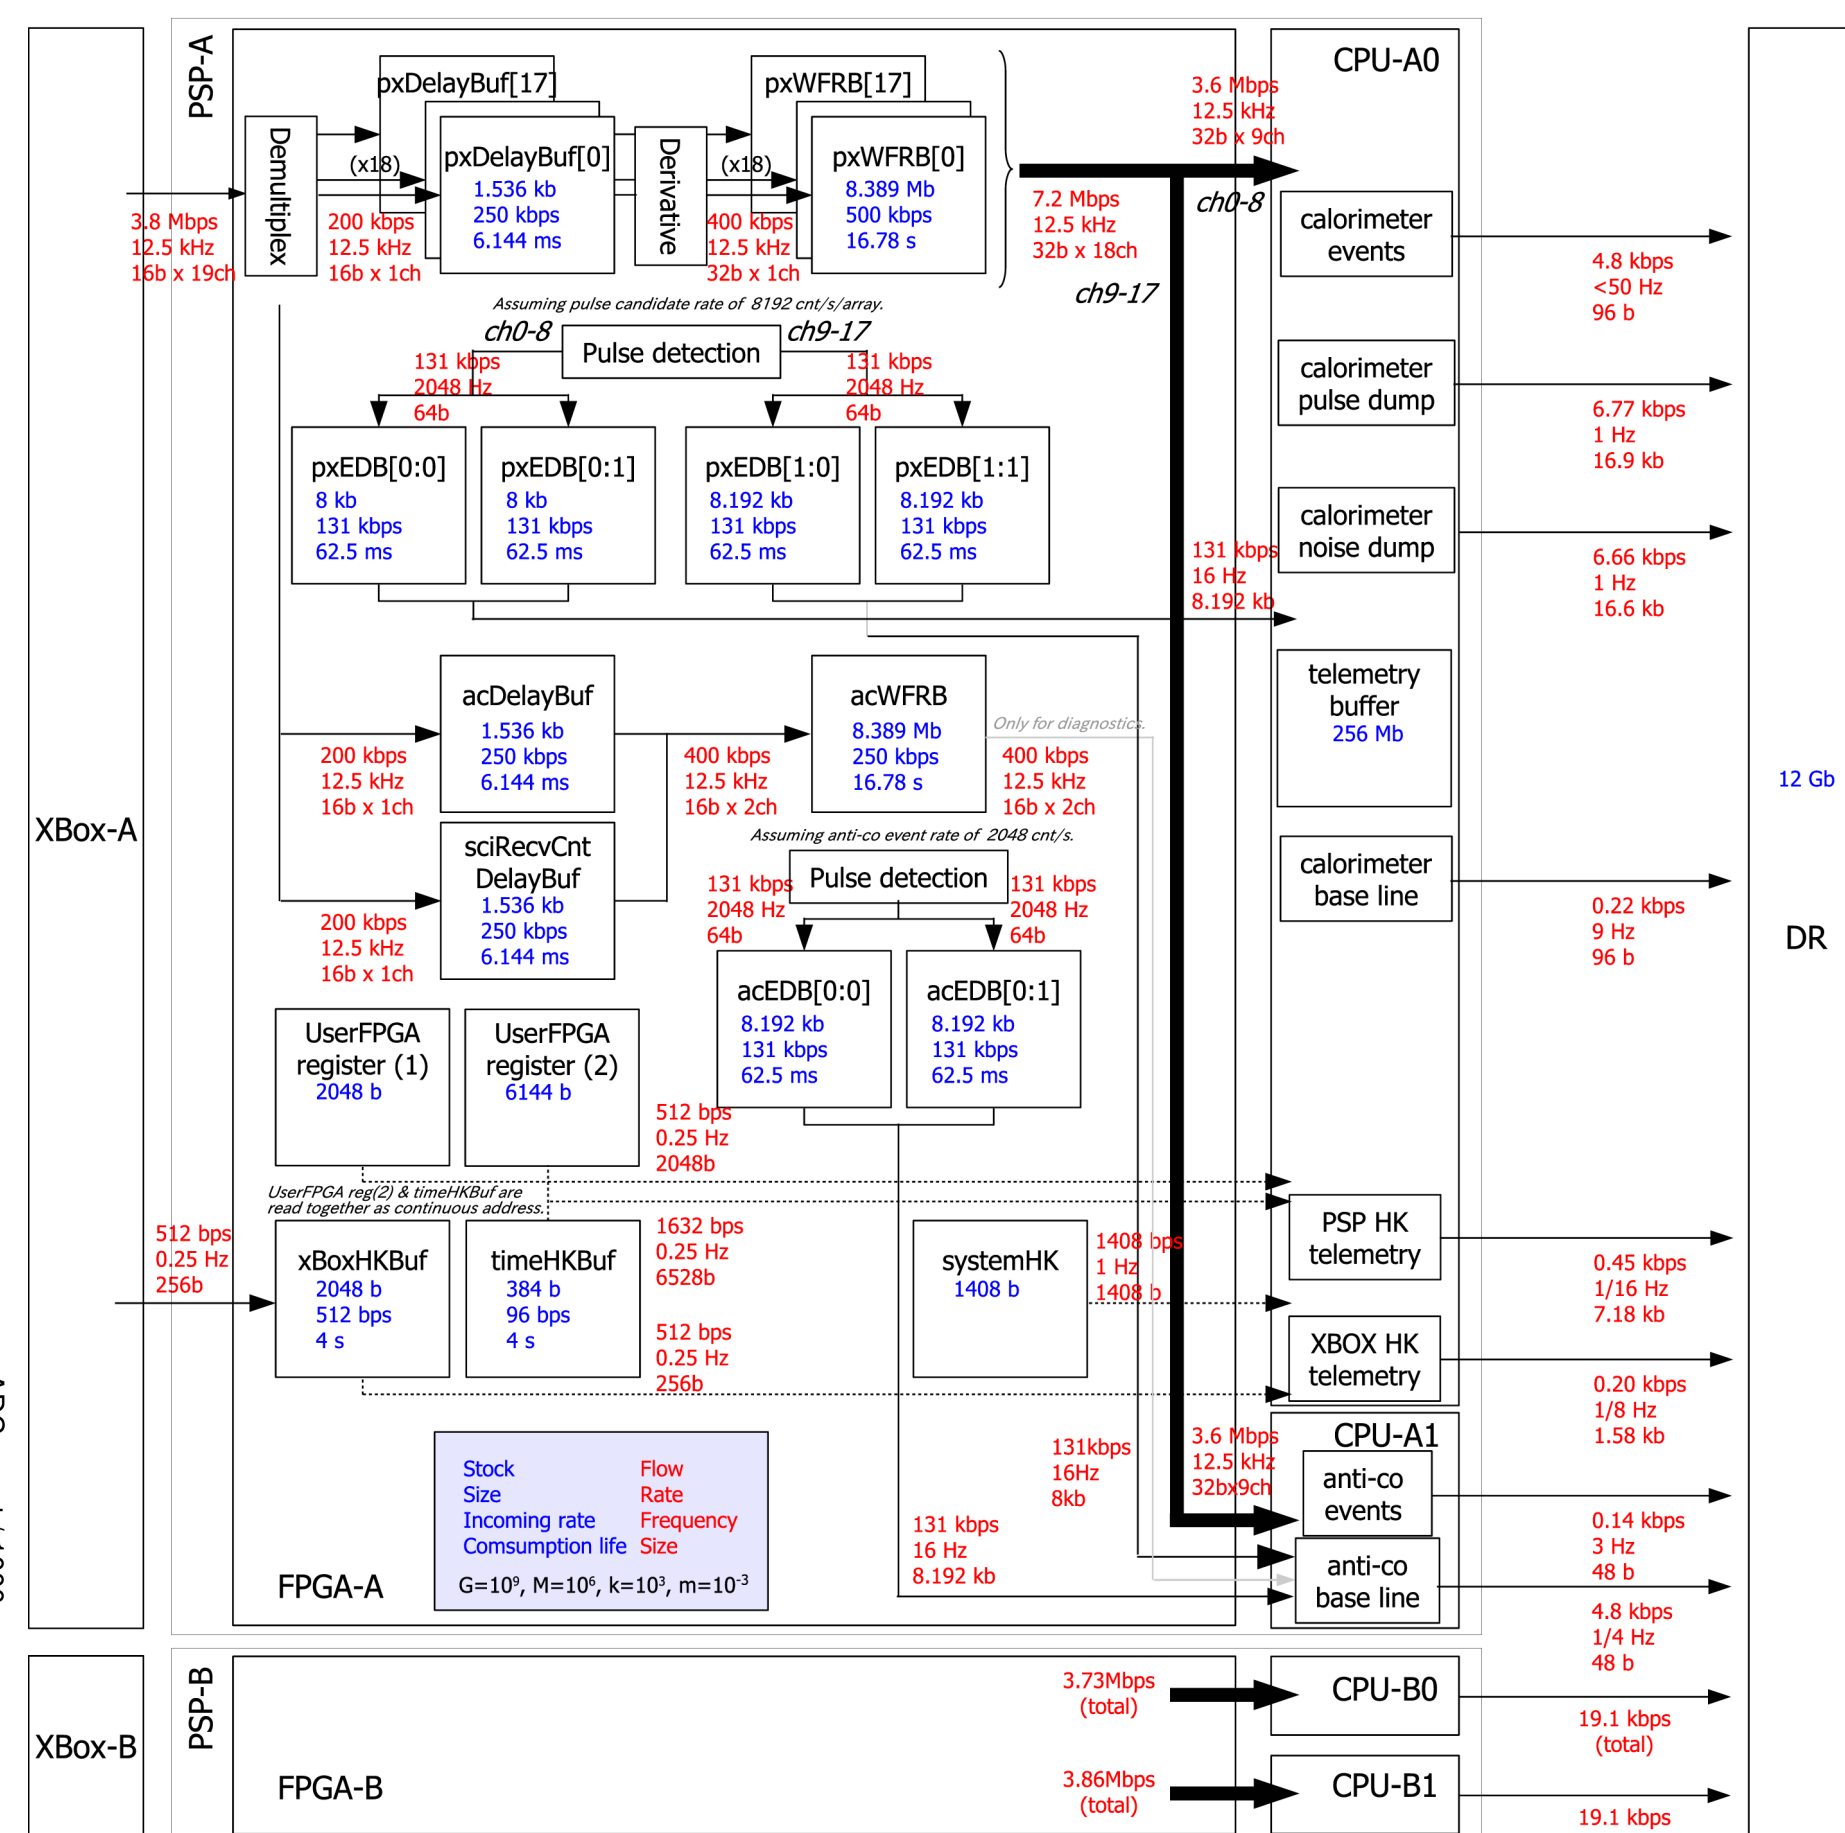 PSP-A
CPU-A0
pxDelayBuf[17]
pxWFRB[17]
3.6 Mbps
12.5 kHz
32b x 9ch
Demultiplex
(x18)
pxDelayBuf[0]
1.536 kb
250 kbps
6.144 ms
Derivative
(x18)
pxWFRB[0]
8.389 Mb
500 kbps
16.78 s
3.8 Mbps
12.5 kHz
16b x 19ch
200 kbps
12.5 kHz
16b x 1ch
400 kbps
12.5 kHz
32b x 1ch
7.2 Mbps
12.5 kHz
32b x 18ch
ch0-8
ch9-17
calorimeter
events
4.8 kbps
<50 Hz
96 b
Assuming pulse candidate rate of 8192 cnt/s/array.
ch0-8
Pulse detection
ch9-17
131 kbps
2048 Hz
64b
131 kbps
2048 Hz
64b
calorimeter
pulse dump
6.77 kbps
1 Hz
16.9 kb
pxEDB[0:0]
8 kb
131 kbps
62.5 ms
pxEDB[0:1]
8 kb
131 kbps
62.5 ms
pxEDB[1:0]
8.192 kb
131 kbps
62.5 ms
pxEDB[1:1]
8.192 kb
131 kbps
62.5 ms
131 kbps
16 Hz
8.192 kb
calorimeter
noise dump
6.66 kbps
1 Hz
16.6 kb
acDelayBuf
1.536 kb
250 kbps
6.144 ms
acWFRB
8.389 Mb
250 kbps
16.78 s
Only for diagnostics.
telemetry
buffer
256 Mb
12 Gb
200 kbps
12.5 kHz
16b x 1ch
400 kbps
12.5 kHz
16b x 2ch
400 kbps
12.5 kHz
16b x 2ch
XBox-A
sciRecvCnt
DelayBuf
1.536 kb
250 kbps
6.144 ms
200 kbps
12.5 kHz
16b x 1ch
Assuming anti-co event rate of 2048 cnt/s.
Pulse detection
131 kbps
2048 Hz
64b
131 kbps
2048 Hz
64b
calorimeter
base line
0.22 kbps
9 Hz
96 b
DR
acEDB[0:0]
8.192 kb
131 kbps
62.5 ms
acEDB[0:1]
8.192 kb
131 kbps
62.5 ms
UserFPGA
register (1)
2048 b
UserFPGA
register (2)
6144 b
512 bps
0.25 Hz
2048b
UserFPGA reg(2) & timeHKBuf are
read together as continuous address.
512 bps
0.25 Hz
256b
xBoxHKBuf
2048 b
512 bps
4 s
timeHKBuf
384 b
96 bps
4 s
1632 bps
0.25 Hz
6528b
512 bps
0.25 Hz
256b
systemHK
1408 b
1408 bps
1 Hz
1408 b
PSP HK
telemetry
0.45 kbps
1/16 Hz
7.18 kb
XBOX HK
telemetry
0.20 kbps
1/8 Hz
1.58 kb
Stock
Size
Incoming rate
Comsumption life
Flow
Rate
Frequency
Size
G=10⁹, M=10⁶, k=10³, m=10⁻³
FPGA-A
131kbps
16Hz
8kb
131 kbps
16 Hz
8.192 kb
3.6 Mbps
12.5 kHz
32bx9ch
CPU-A1
anti-co
events
0.14 kbps
3 Hz
48 b
anti-co
base line
4.8 kbps
1/4 Hz
48 b
PSP-B
XBox-B
FPGA-B
3.73Mbps
(total)
CPU-B0
19.1 kbps
(total)
3.86Mbps
(total)
CPU-B1
19.1 kbps